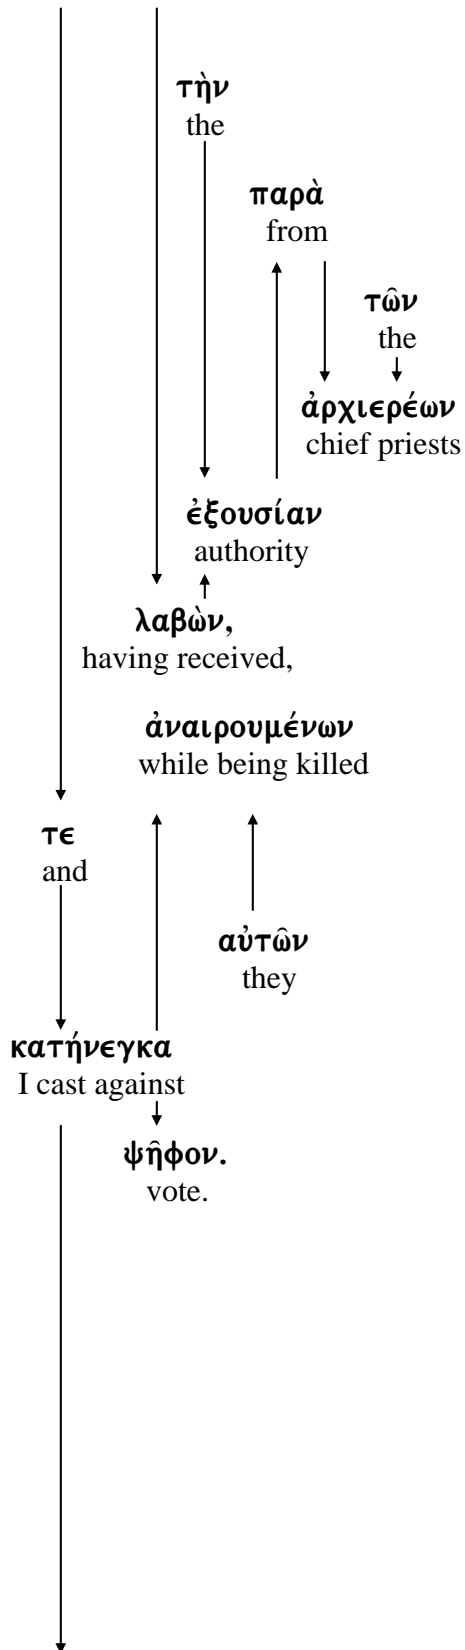 τὴν
the
παρὰ
from
τῶν
the
ἀρχιερέων
chief priests
ἐξουσίαν
authority
λαβὼν,
having received,
ἀναιρουμένων
while being killed
τε
and
αὐτῶν
they
κατήνεγκα
I cast against
ψῆφον.
vote.